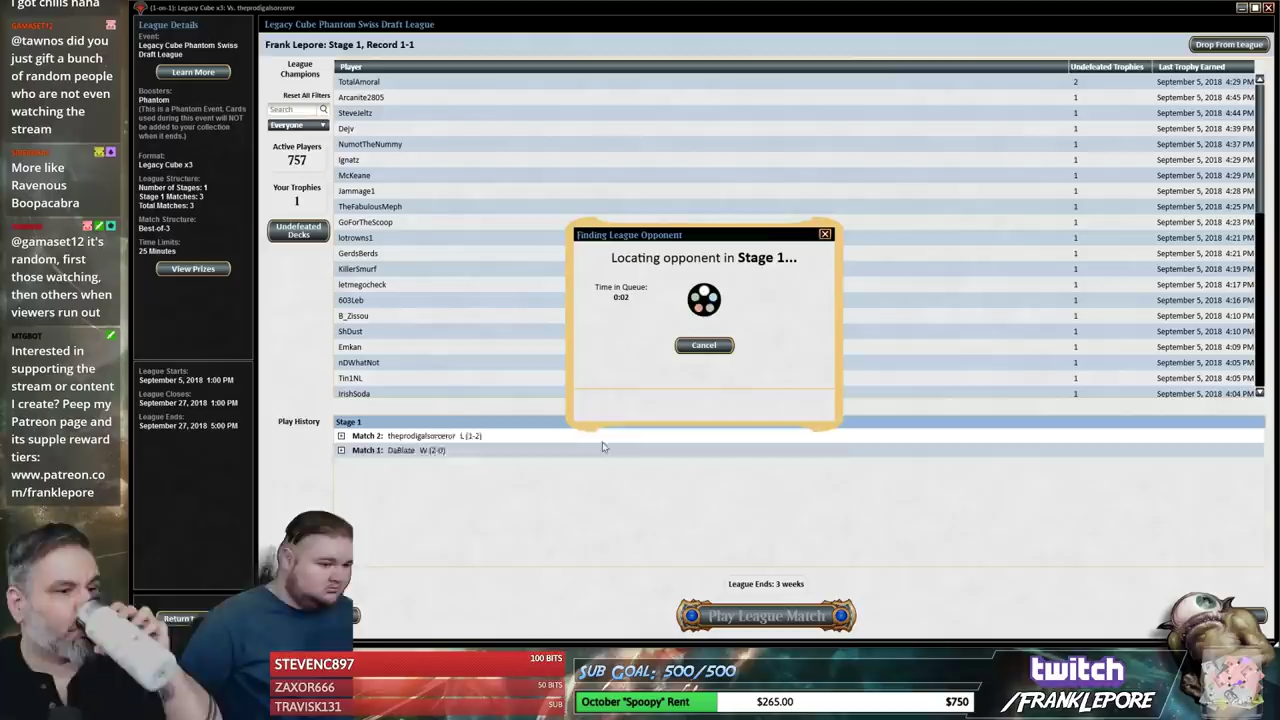 I got chills haha
GAMASET12
@tawnos did you
just gift a bunch
of random people
who are not even
watching the
stream
More like
Ravenous
Boopacabra
@gamaset12 it's
random, first
those watching,
then others when
viewers run out
MTGBOT
Interested in
supporting the
stream or content
I create? Peep my
Patreon page
and its supple reward
tiers:
www.patreon.co
m/franklepore
(1-on-1): Legacy Cube x3: Vs. theprodigalsorceror
League Details
Event:
Legacy Cube Phantom Swiss
Draft League
Learn More
Boosters:
Phantom
(This is a Phantom Event. Cards
used during this event will NOT
be added to your collection
when it ends.)
Format:
Legacy Cube x3
League Structure:
Number of Stages: 1
Stage 1 Matches: 3
Total Matches: 3
Match Structure:
Best-of-3
Time Limits:
25 Minutes
View Prizes
League Starts:
September 5, 2018 1:00 PM
League Closes:
September 27, 2018 1:00 PM
League Ends:
September 27, 2018 5:00 PM
Legacy Cube Phantom Swiss Draft League
Frank Lepore: Stage 1, Record 1-1
Drop From League
League
Champions
Reset All Filters
Search
Everyone
Active Players
757
Your Trophies
1
Undefeated
Decks
Player Undefeated Trophies Last Trophy Earned
TotalAmoral 2 September 5, 2018 4:29 PM
Arcanite2805 1 September 5, 2018 4:45 PM
SteveJeltz 1 September 5, 2018 4:44 PM
Dejv 1 September 5, 2018 4:39 PM
NumotTheNummy 1 September 5, 2018 4:37 PM
Ignatz 1 September 5, 2018 4:29 PM
McKeane 1 September 5, 2018 4:29 PM
Jammage1 1 September 5, 2018 4:28 PM
TheFabulousMeph 1 September 5, 2018 4:25 PM
GoForTheScoop 1 September 5, 2018 4:23 PM
lotrowns1 1 September 5, 2018 4:21 PM
GerdsBerds 1 September 5, 2018 4:21 PM
KillerSmurf 1 September 5, 2018 4:19 PM
letmegocheck 1 September 5, 2018 4:17 PM
603Leb 1 September 5, 2018 4:16 PM
B_Zissou 1 September 5, 2018 4:10 PM
ShDust 1 September 5, 2018 4:10 PM
Emkan 1 September 5, 2018 4:09 PM
nDWhatNot 1 September 5, 2018 4:05 PM
Tin1NL 1 September 5, 2018 4:05 PM
IrishSoda 1 September 5, 2018 4:04 PM
Finding League Opponent
Locating opponent in Stage 1...
Time in Queue:
0:02
Cancel
Play History
Stage 1
Match 2: theprodigalsorceror L (1-2)
Match 1: DaBlaze W (2-0)
League Ends: 3 weeks
Return
Play League Match
STEVENC897 100 BITS
ZAXOR666 50 BITS
TRAVISK131 SUB
SUB GOAL: 500/500
October "Spoopy" Rent $265.00 $750
twitch
/FRANKLEPORE